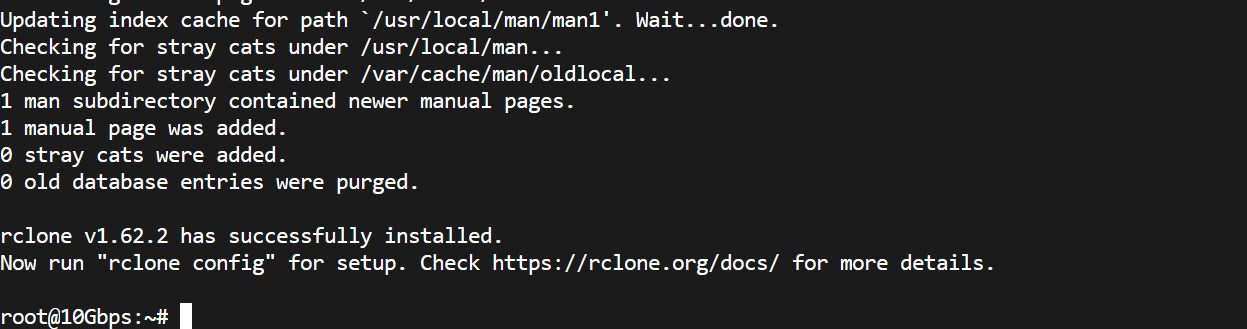 Updating index cache for path `/usr/local/man/man1'. Wait...done.
Checking for stray cats under /usr/local/man...
Checking for stray cats under /var/cache/man/oldlocal...
1 man subdirectory contained newer manual pages.
1 manual page was added.
0 stray cats were added.
0 old database entries were purged.
rclone v1.62.2 has successfully installed.
Now run "rclone config" for setup. Check https://rclone.org/docs/ for more details.
root@10Gbps:~#